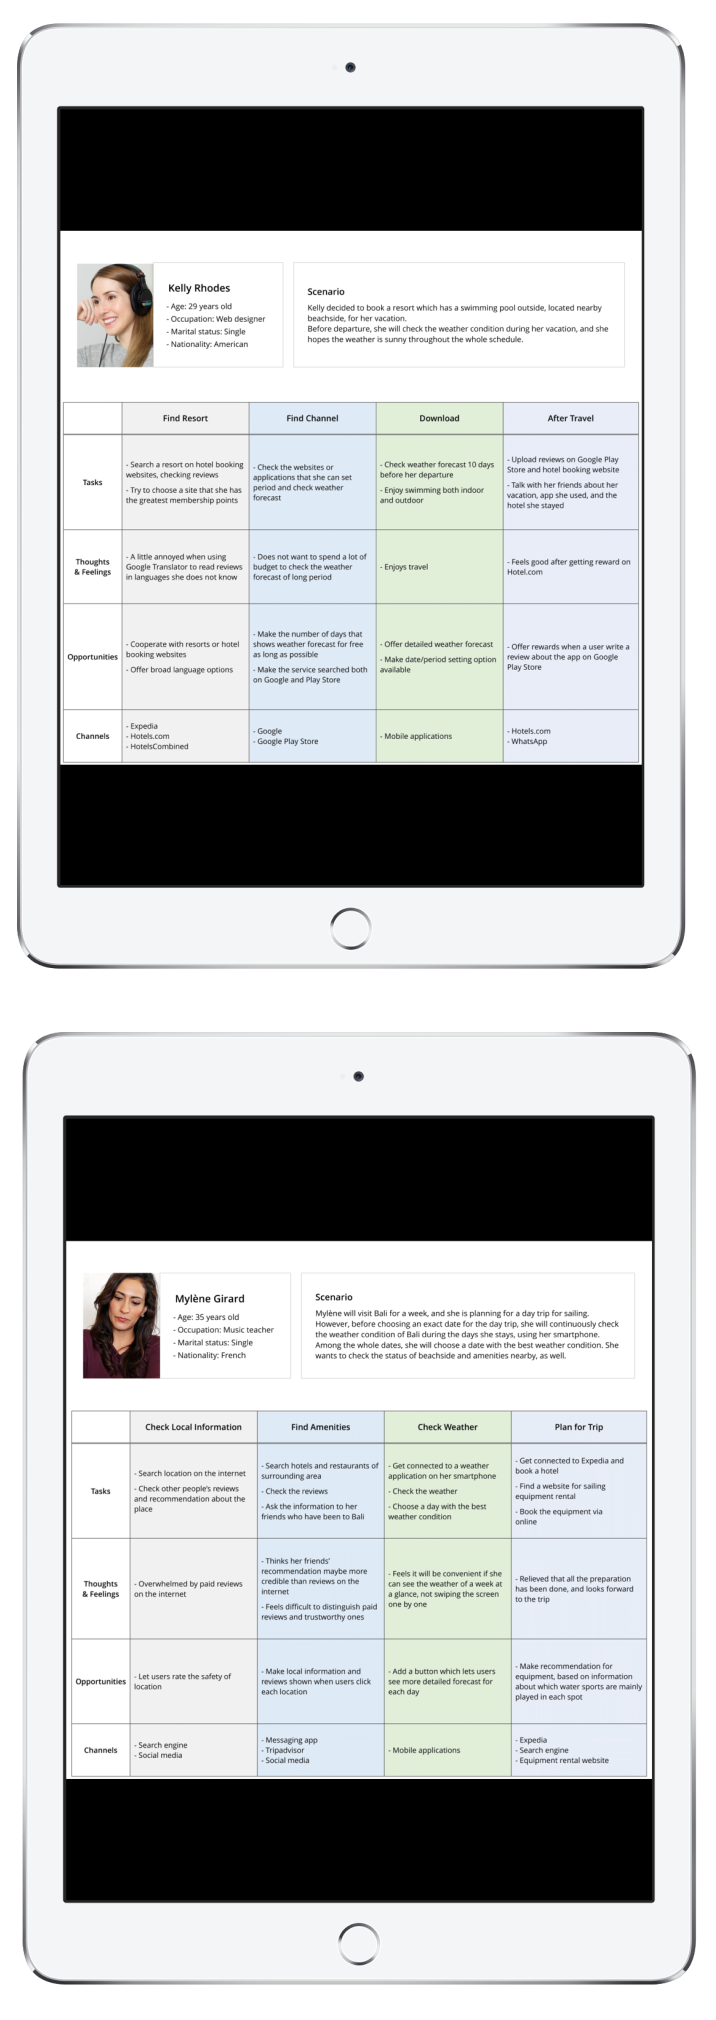 Kelly Rhodes
- Age: 29 years old
- Occupation: Web designer
- Marital status: Single
- Nationality: American
Scenario
Kelly decided to book a resort which has a swimming pool outside, located nearby
beachside, for her vacation.
Before departure, she will check the weather condition during her vacation, and she
hopes the weather is sunny throughout the whole schedule.
Find Resort
Find Channel
Download
After Travel
Tasks
- Search a resort on hotel booking
websites, checking reviews
- Try to choose a site that she has
the greatest membership points
- Check the websites or
applications that she can set
period and check weather
forecast
- Check weather forecast 10 days
before her departure
- Enjoy swimming both indoor
and outdoor
- Upload reviews on Google Play
Store and hotel booking website
- Talk with her friends about her
vacation, app she used, and the
hotel she stayed
Thoughts
& Feelings
- A little annoyed when using
Google Translator to read reviews
in languages she does not know
- Does not want to spend a lot of
budget to check the weather
forecast of long period
- Enjoys travel
- Feels good after getting reward on
Hotel.com
Opportunities
- Cooperate with resorts or hotel
booking websites
- Offer broad language options
- Make the number of days that
shows weather forecast for free
as long as possible
- Make the service searched both
on Google and Play Store
- Offer detailed weather forecast
- Make date/period setting option
available
- Offer rewards when a user write a
review about the app on Google
Play Store
Channels
- Expedia
- Hotels.com
- HotelsCombined
- Google
- Google Play Store
- Mobile applications
- Hotels.com
- WhatsApp
Mylène Girard
- Age: 35 years old
- Occupation: Music teacher
- Marital status: Single
- Nationality: French
Scenario
Mylène will visit Bali for a week, and she is planning for a day trip for sailing.
However, before choosing an exact date for the day trip, she will continuously check
the weather condition of Bali during the days she stays, using her smartphone.
Among the whole dates, she will choose a date with the best weather condition. She
wants to check the status of beachside and amenities nearby, as well.
Check Local Information
Find Amenities
Check Weather
Plan for Trip
Tasks
- Search location on the internet
- Check other people's reviews
and recommendation about the
place
- Search hotels and restaurants of
surrounding area
- Check the reviews
- Ask the information to her
friends who have been to Bali
- Get connected to a weather
application on her smartphone
- Check the weather
- Choose a day with the best
weather condition
- Get connected to Expedia and
book a hotel
- Find a website for sailing
equipment rental
- Book the equipment via
online
Thoughts
& Feelings
- Overwhelmed by paid reviews
on the internet
- Thinks her friends'
recommendation maybe more
credible than reviews on the
internet
- Feels difficult to distinguish paid
reviews and trustworthy ones
- Feels it will be convenient if she
can see the weather of a week at
a glance, not swiping the screen
one by one
- Relieved that all the preparation
has been done, and looks forward
to the trip
Opportunities
- Let users rate the safety of
location
- Make local information and
reviews shown when users click
each location
- Add a button which lets users
see more detailed forecast for
each day
- Make recommendation for
equipment, based on information
about which water sports are mainly
played in each spot
Channels
- Search engine
- Social media
- Messaging app
- Tripadvisor
- Social media
- Mobile applications
- Expedia
- Search engine
- Equipment rental website